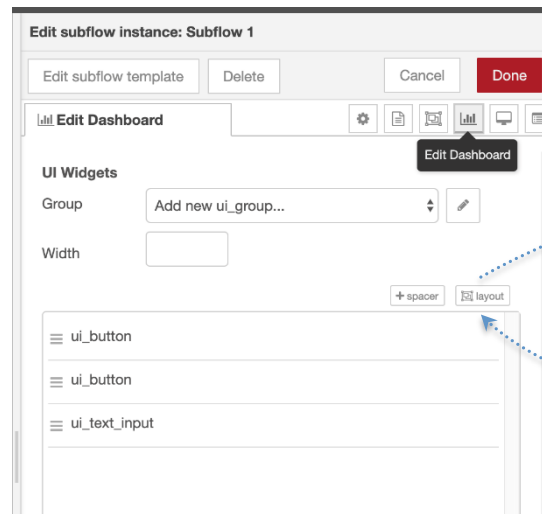 Edit subflow instance: Subflow 1
Edit subflow template Delete Cancel Done
Edit Dashboard
Edit Dashboard
UI Widgets
Group Add new ui_group...
Width
+ spacer layout
ui_button
ui_button
ui_text_input